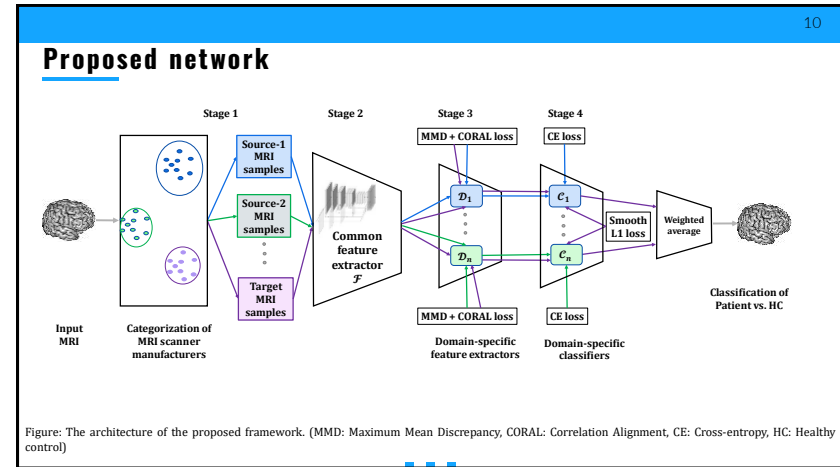 10
Proposed network
Stage 1
Stage 2
Stage 3
Stage 4
MMD + CORAL loss
CE loss
Source-1
MRI
samples
Source-2
MRI
samples
Target
MRI
samples
Common
feature
extractor
ℱ
𝒟₁
𝒟ₙ
𝒞₁
𝒞ₙ
Smooth
L1 loss
Weighted
average
MMD + CORAL loss
CE loss
Input
MRI
Categorization of
MRI scanner
manufacturers
Domain-specific
feature extractors
Domain-specific
classifiers
Classification of
Patient vs. HC
Figure: The architecture of the proposed framework. (MMD: Maximum Mean Discrepancy, CORAL: Correlation Alignment, CE: Cross-entropy, HC: Healthy
control)